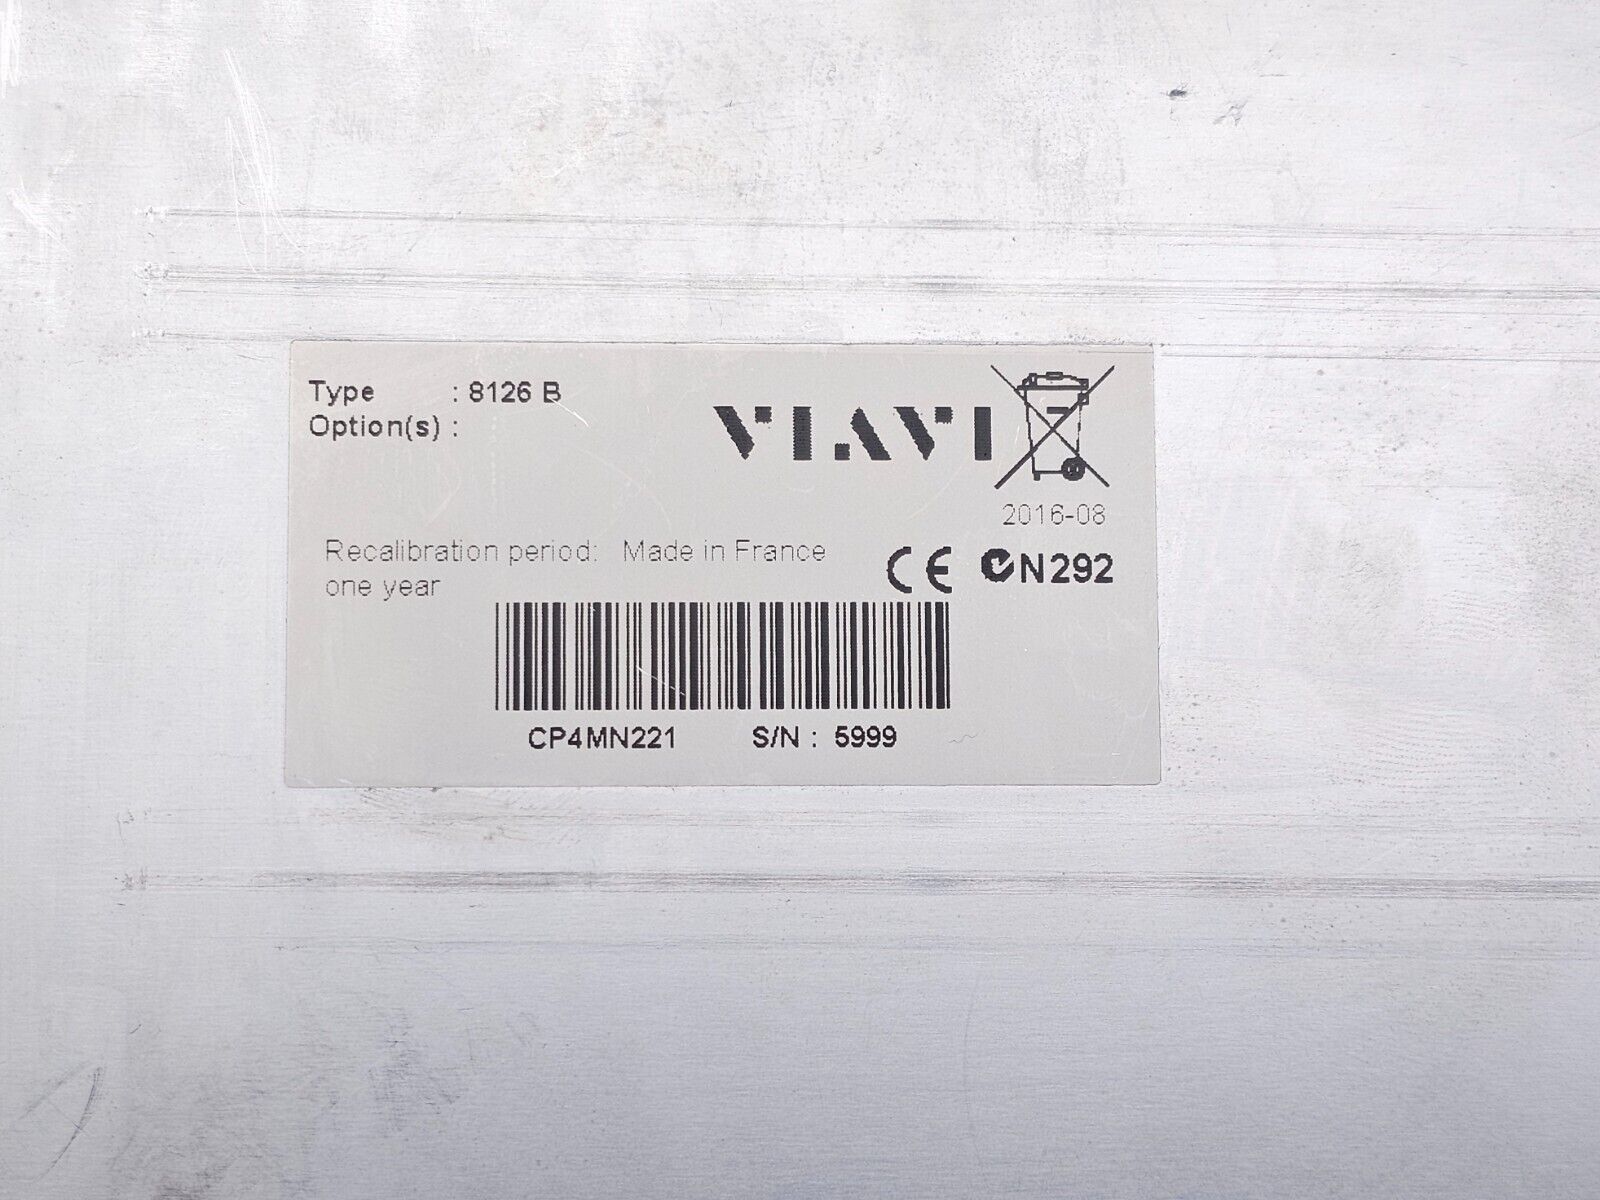 Type : 8126 B
Option(s) :
VIAVI
2016-08
Recalibration period: Made in France
one year
CE N292
CP4MN221 S/N : 5999